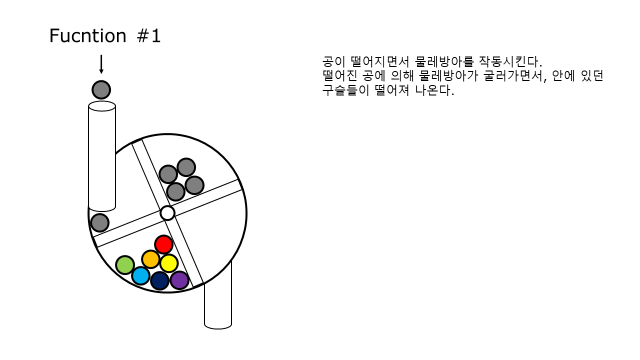 Fucntion #1
공이 떨어지면서 물레방아를 작동시킨다.
떨어진 공에 의해 물레방아가 굴러가면서, 안에 있던
구슬들이 떨어져 나온다.